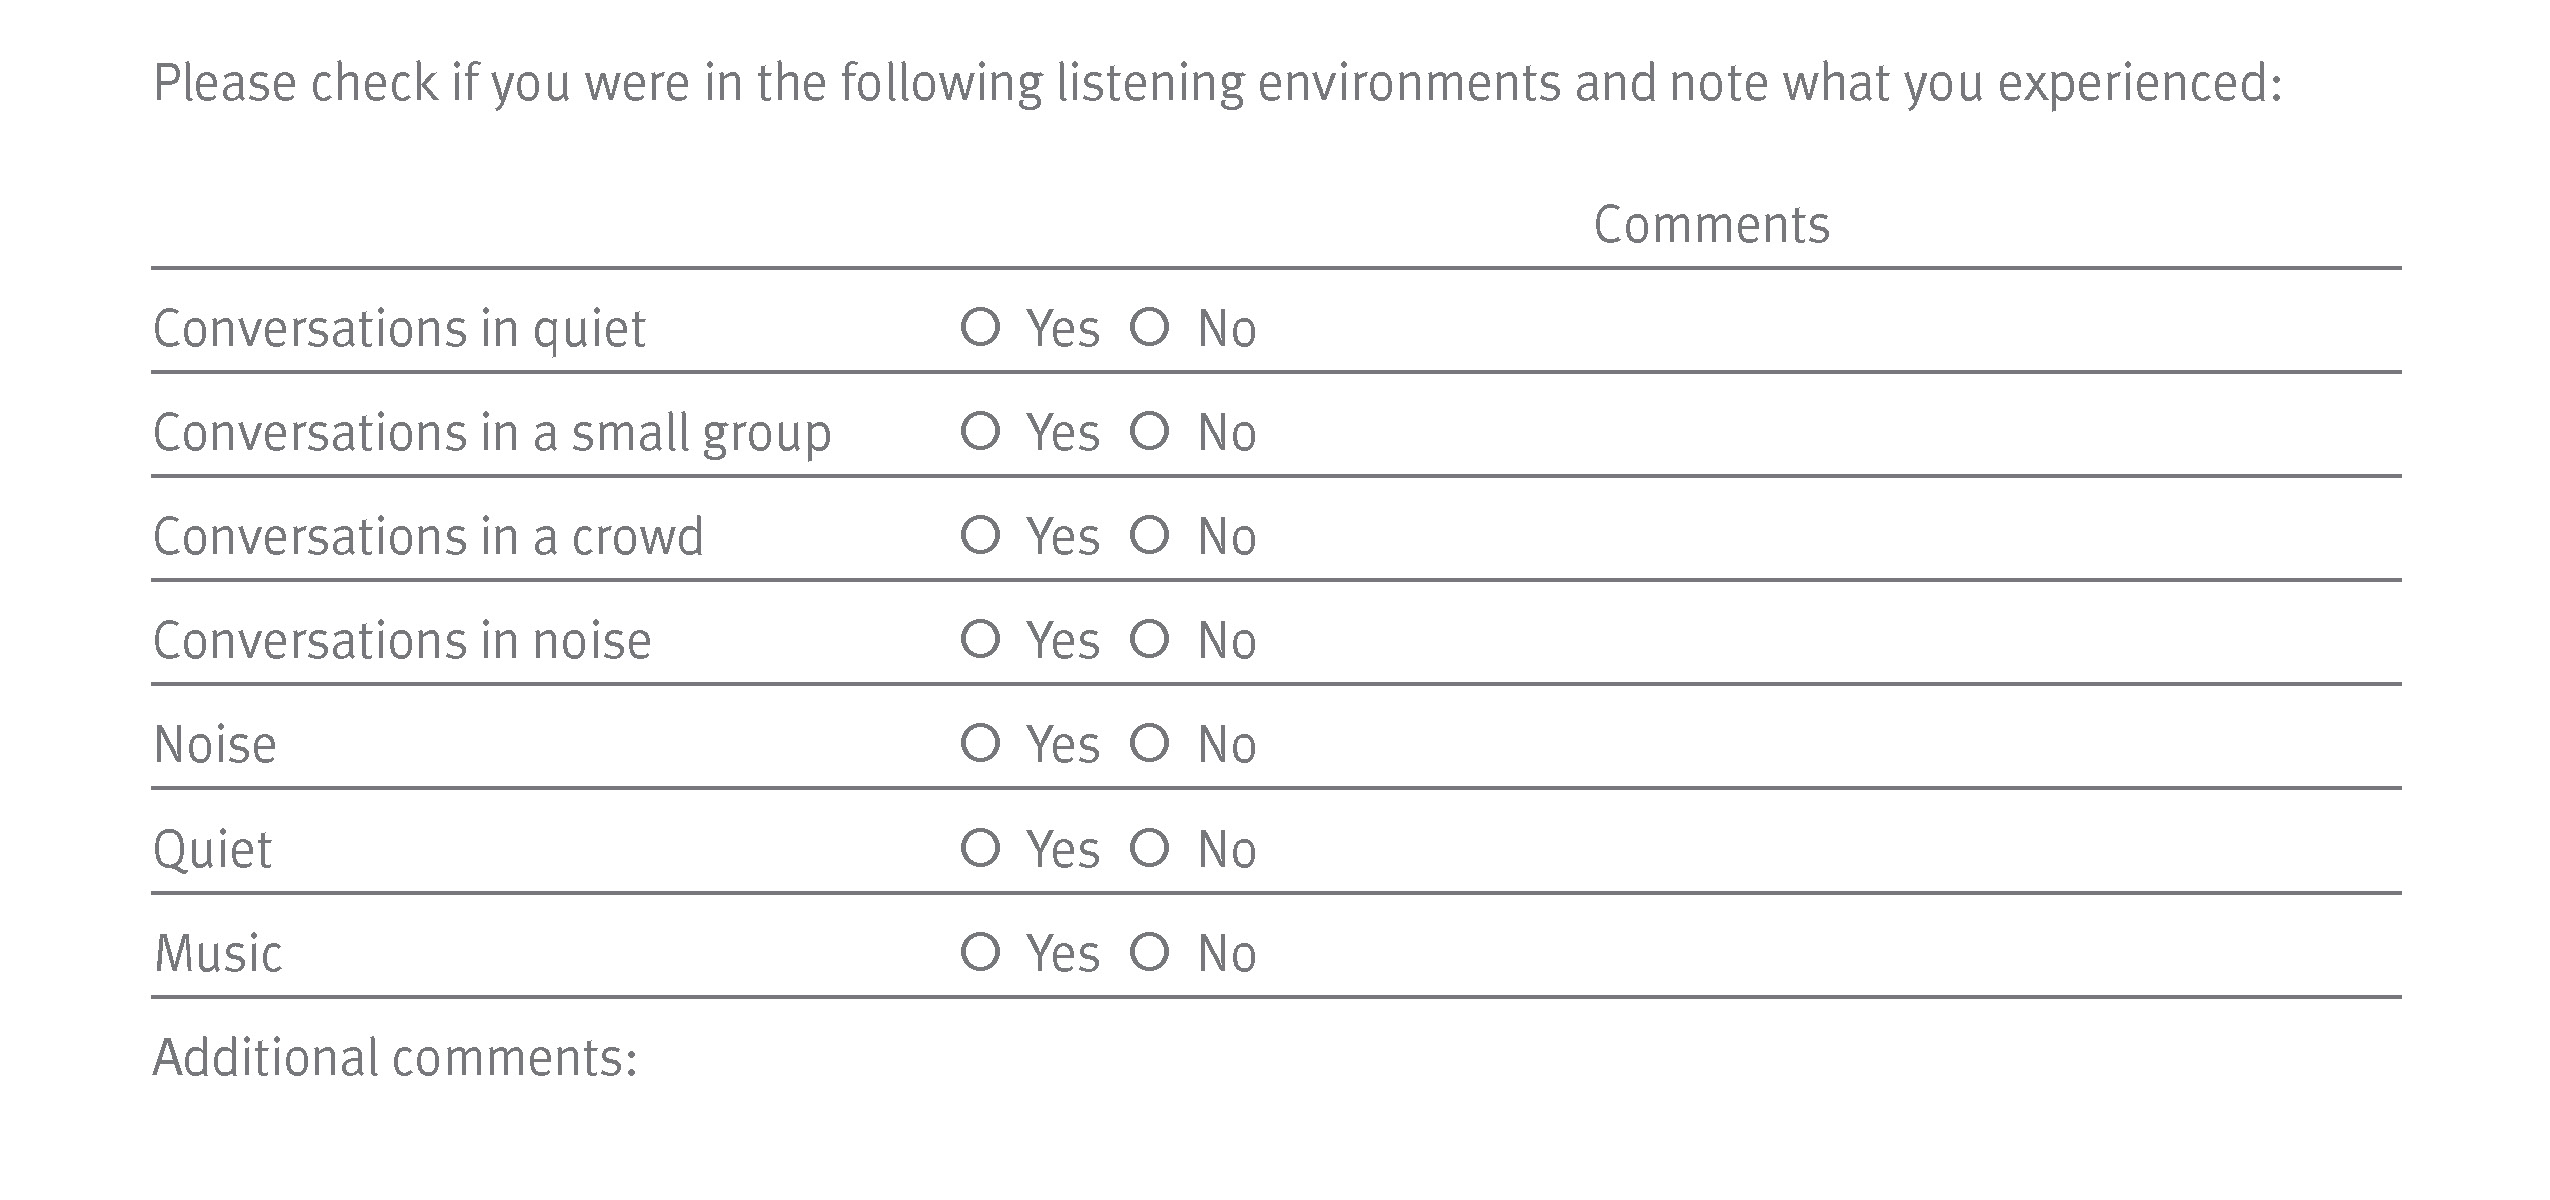 Please check if you were in the following listening environments and note what you experienced:
Comments
Conversations in quiet Yes No
Conversations in a small group Yes No
Conversations in a crowd Yes No
Conversations in noise Yes No
Noise Yes No
Quiet Yes No
Music Yes No
Additional comments: